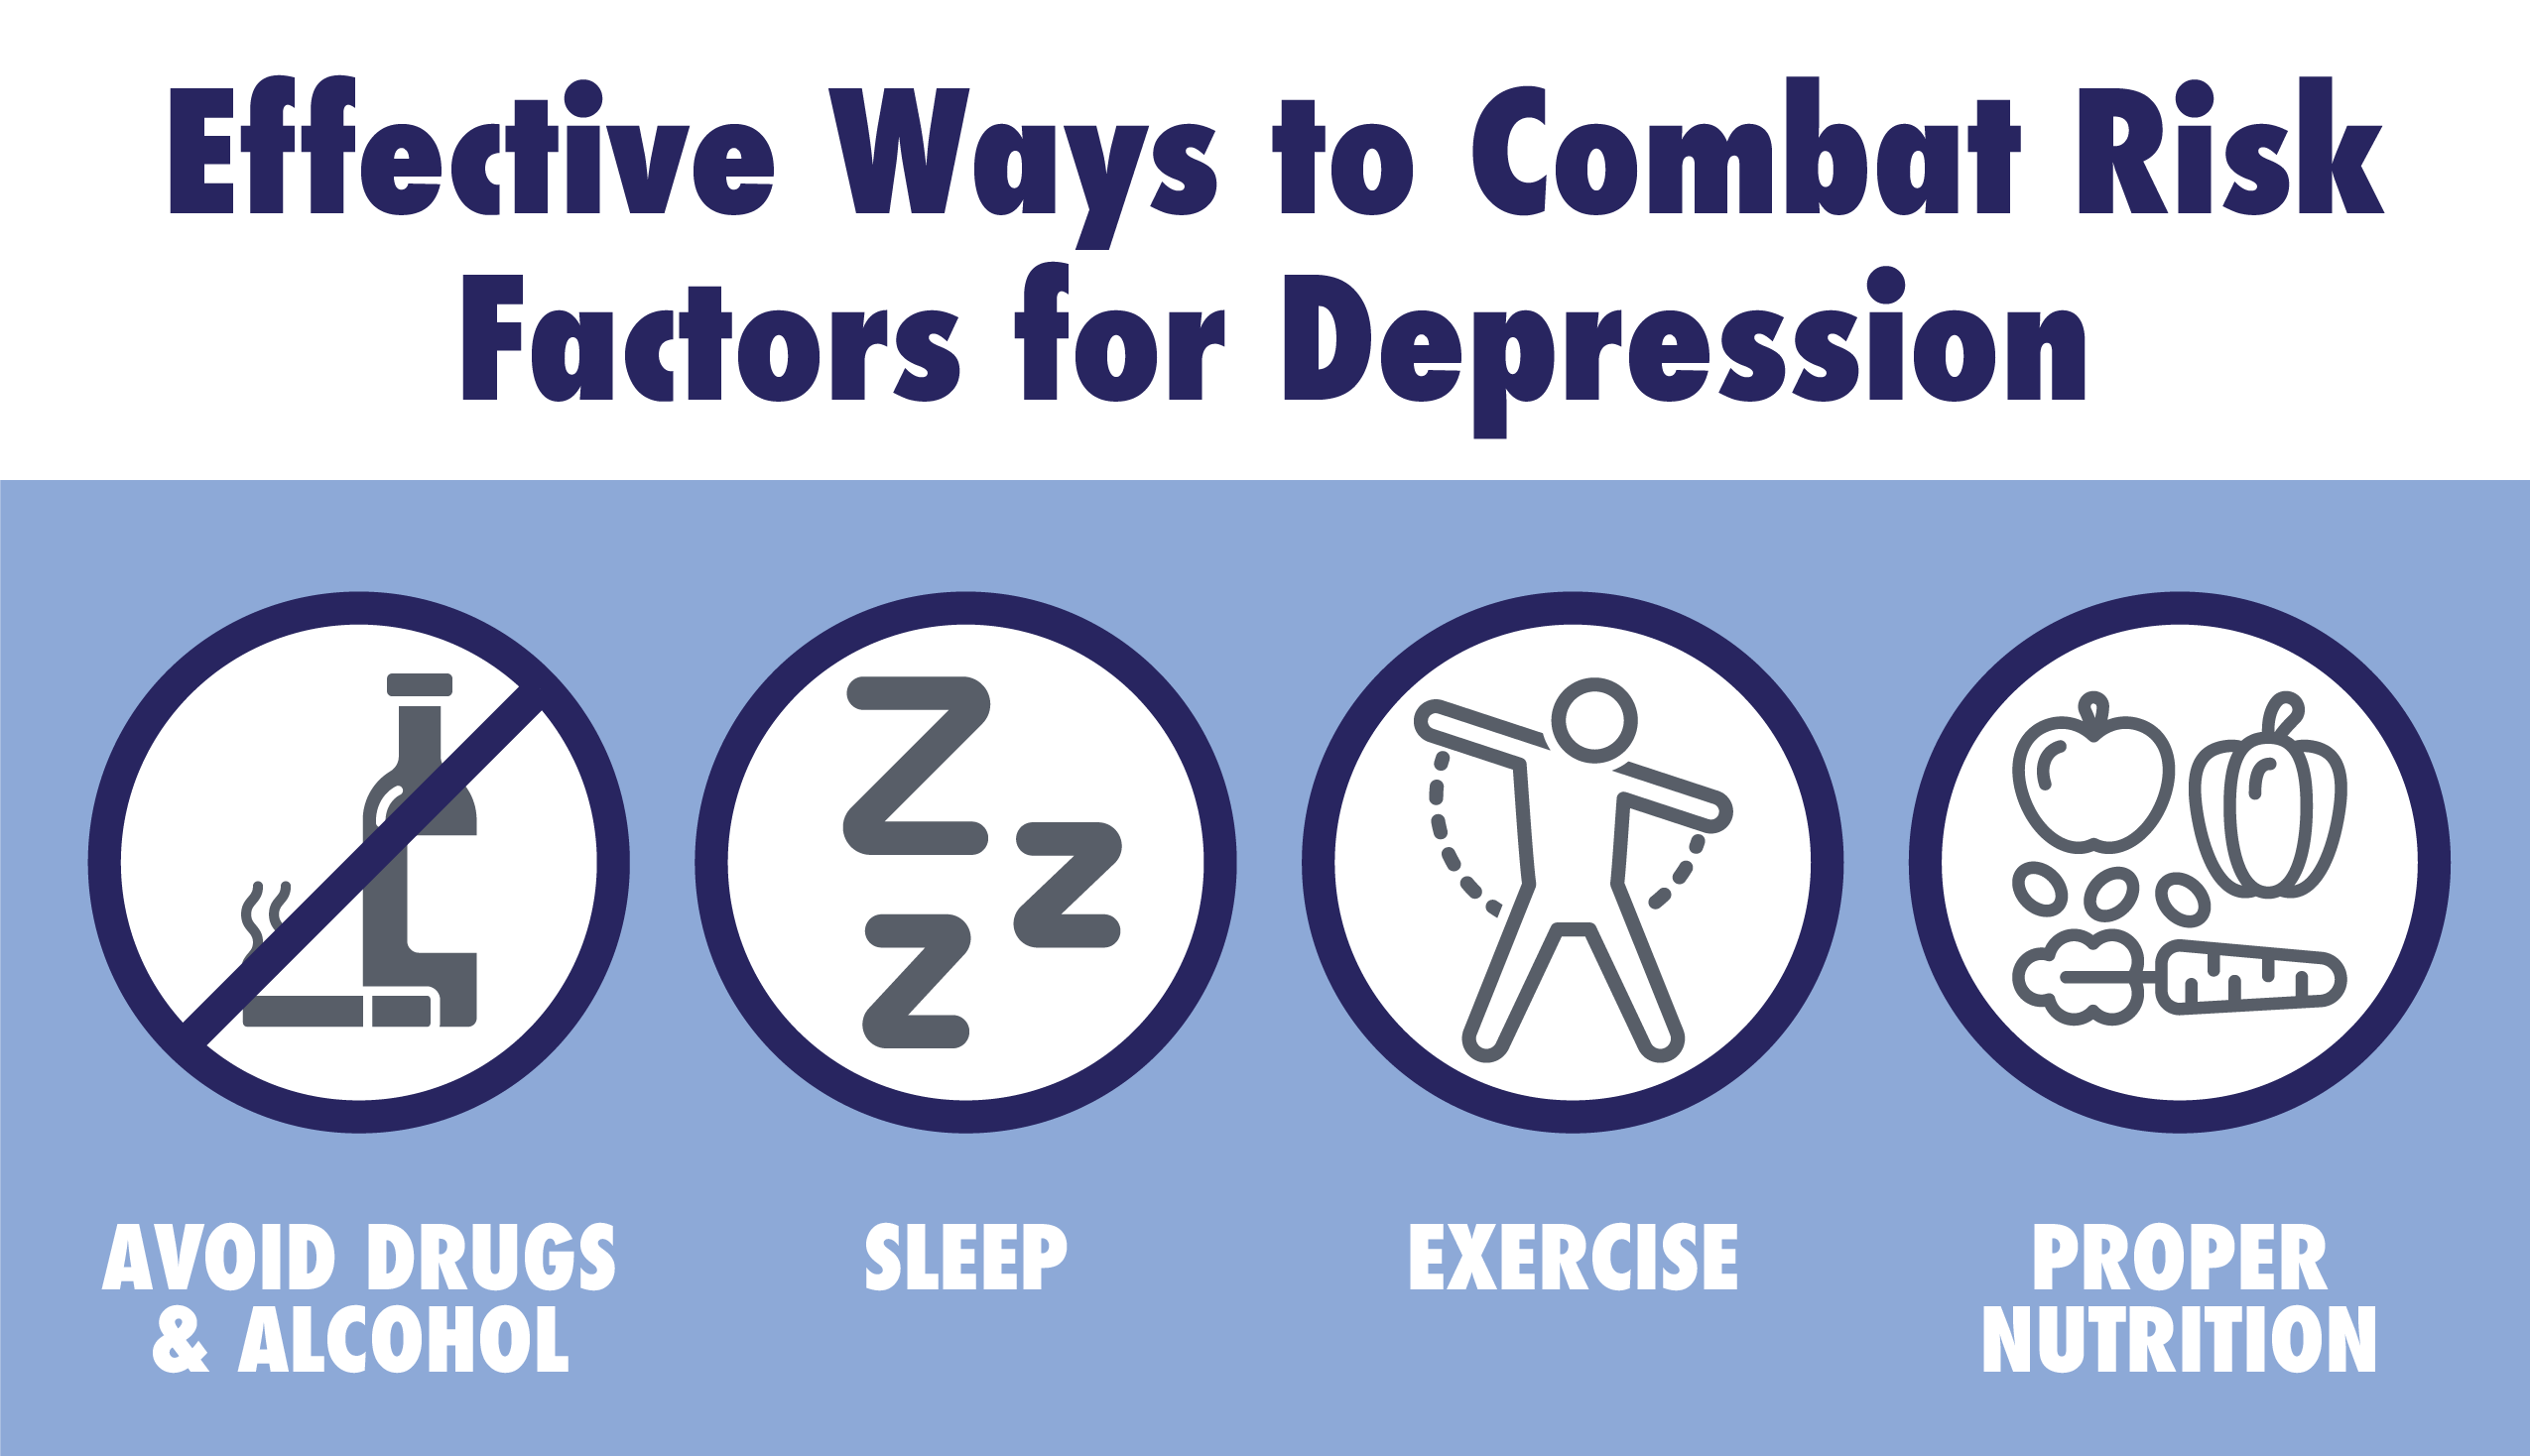 Effective Ways to Combat Risk
Factors for Depression
AVOID DRUGS
& ALCOHOL
SLEEP
EXERCISE
PROPER
NUTRITION